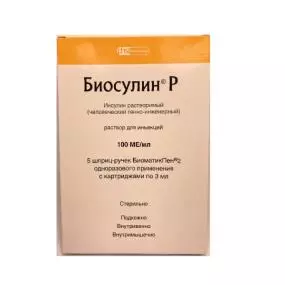 Биосулин® Р
Инсулин растворимый
(человеческий генно-инженерный)
раствор для инъекций
100 МЕ/мл
5 шприц-ручек БиоматикПен®2
одноразового применения
с картриджами по 3 мл
Стерильно
Подкожно
Внутривенно
Внутримышечно